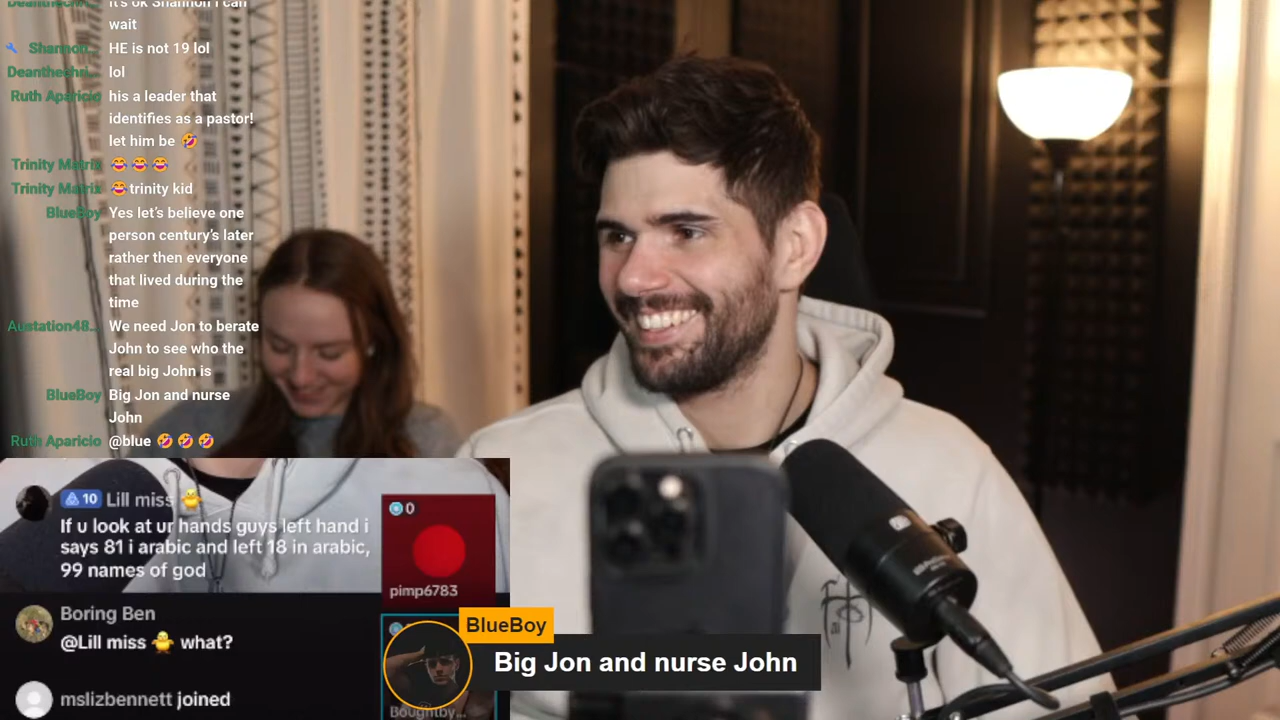 it's ok Shannon i can
wait
Shannon... HE is not 19 lol
Deanthechri... lol
Ruth Aparicio his a leader that
identifies as a pastor!
let him be 🤣
Trinity Matrix 😂😂😂
Trinity Matrix 😂trinity kid
BlueBoy Yes let's believe one
person century's later
rather then everyone
that lived during the
time
Austation48... We need Jon to berate
John to see who the
real big John is
BlueBoy Big Jon and nurse
John
Ruth Aparicio @blue 🤣🤣🤣
10 Lill miss 🐥
If u look at ur hands guys left hand i
says 81 i arabic and left 18 in arabic,
99 names of god
Boring Ben
@Lill miss 🐥 what?
mslizbennett joined
0
pimp6783
BlueBoy
Big Jon and nurse John
Boughtby...